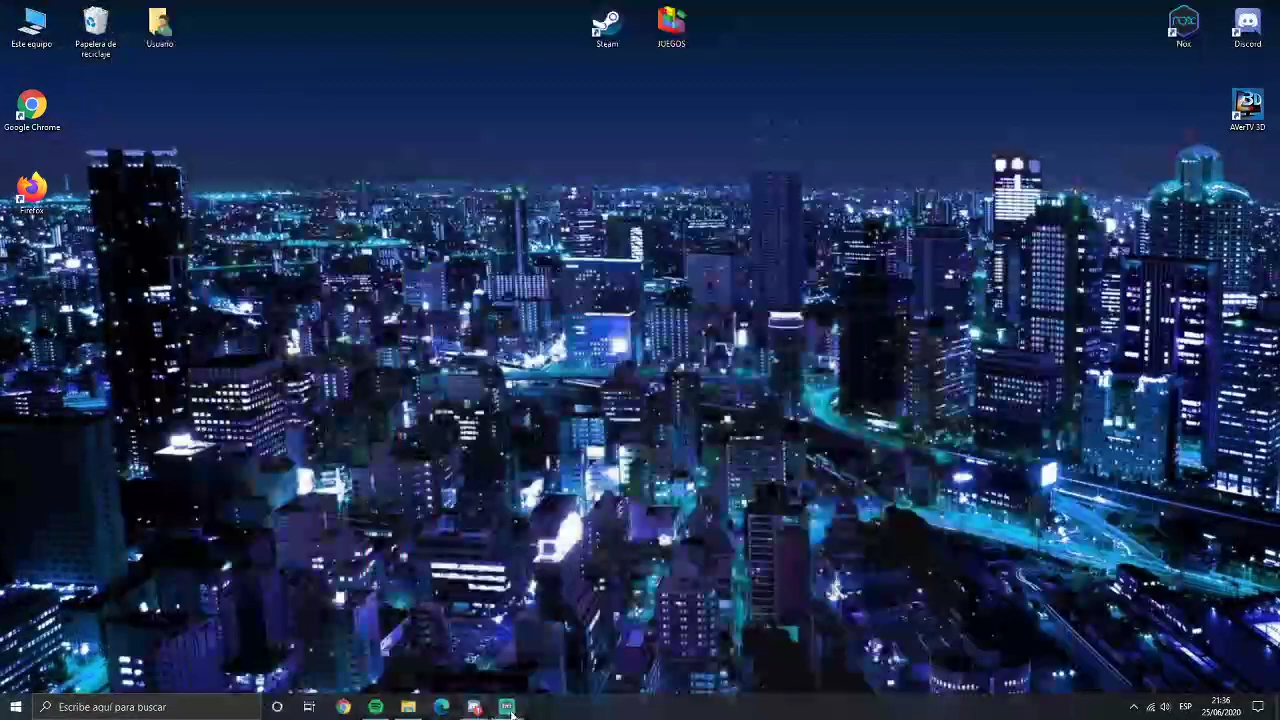 Este equipo
Papelera de
reciclaje
Usuario
Steam
JUEGOS
Nox
Discord
Google Chrome
AVerTV 3D
Firefox
Escribe aquí para buscar
ESP
21:36
25/06/2020